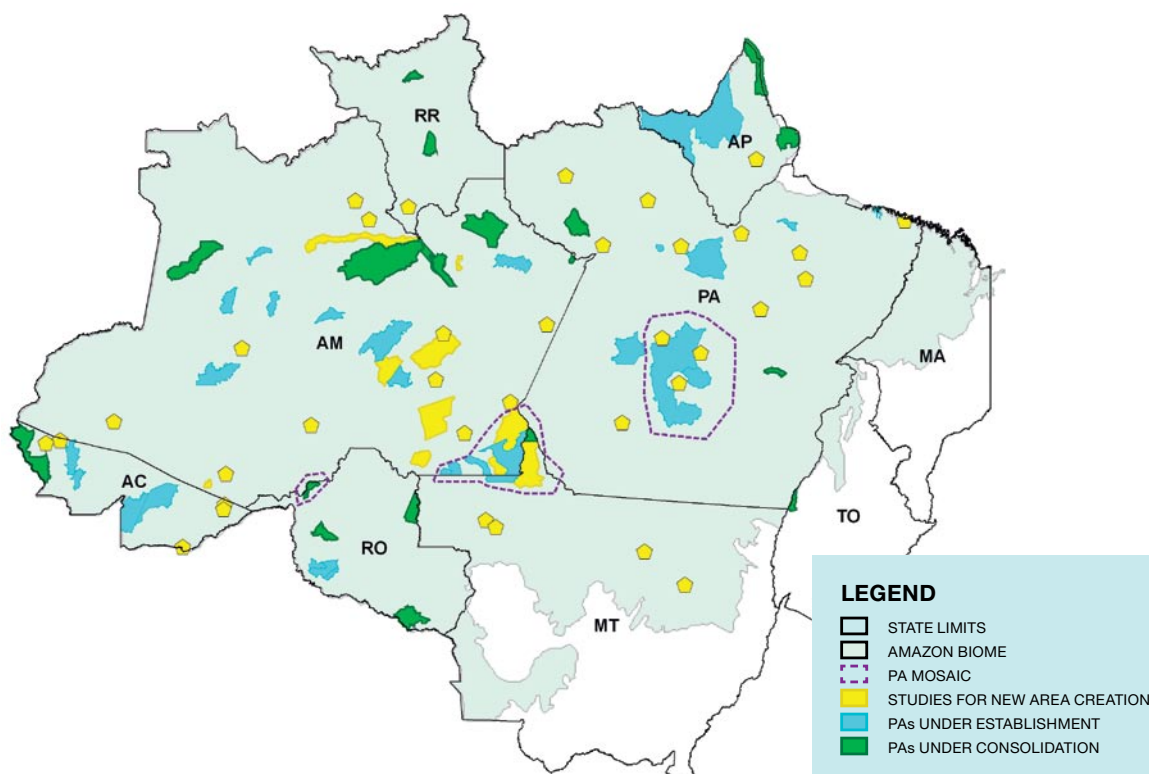 RR
AP
PA
AM
MA
AC
TO
RO
MT
LEGEND
STATE LIMITS
AMAZON BIOME
PA MOSAIC
STUDIES FOR NEW AREA CREATION
PAs UNDER ESTABLISHMENT
PAs UNDER CONSOLIDATION